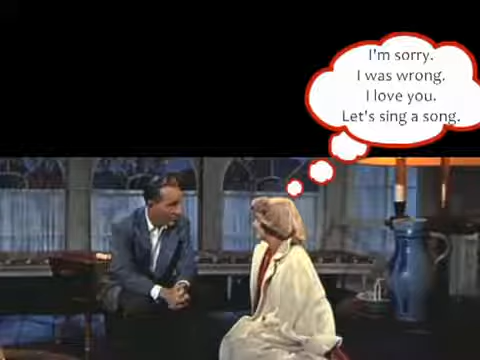 I'm sorry.
I was wrong.
I love you.
Let's sing a song.